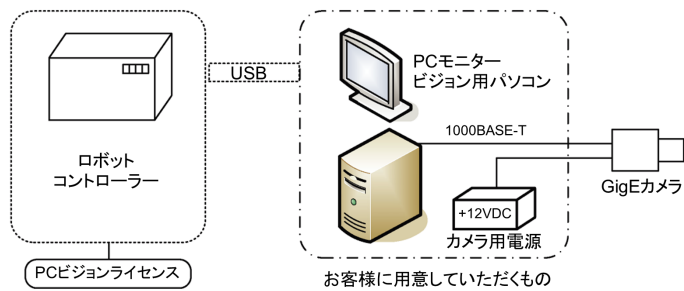 USB
PCモニター
ビジョン用パソコン
1000BASE-T
ロボット
コントローラー
GigEカメラ
+12VDC
カメラ用電源
PCビジョンライセンス
お客様に用意していただくもの